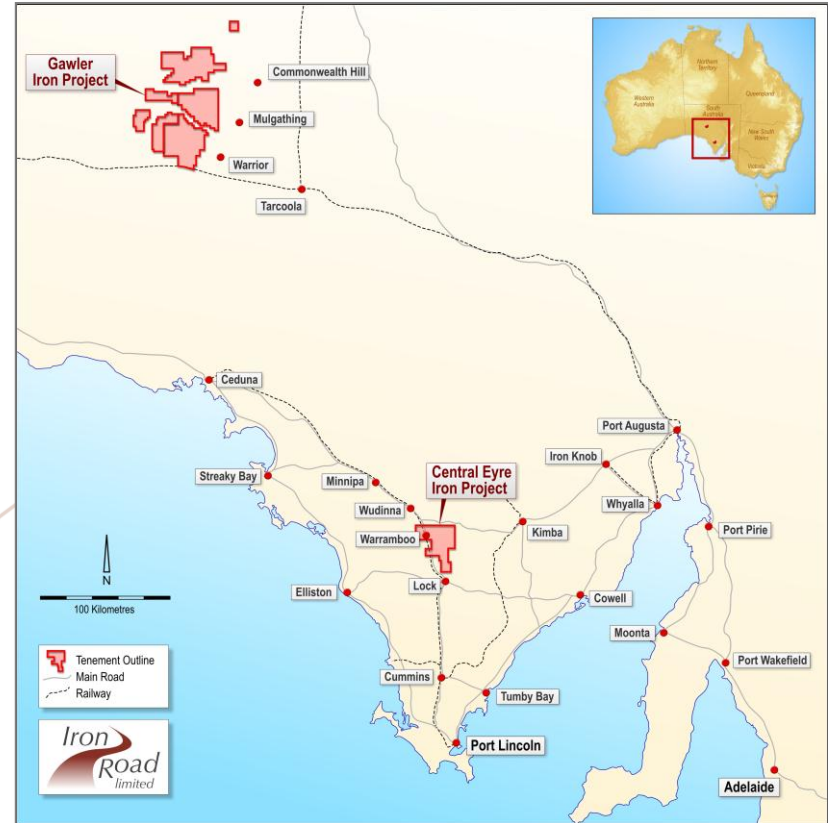 Gawler
Iron Project
Commonwealth Hill
Mulgathing
Warrior
Tarcoola
Western
Australia
Northern
Territory
Queensland
South
Australia
New South
Wales
Victoria
Ceduna
Port Augusta
Iron Knob
Streaky Bay
Minnipa
Central Eyre
Iron Project
Wudinna
Whyalla
Warramboo
Kimba
Port Pirie
N
Elliston
Lock
Cowell
100 Kilometres
Moonta
Tenement Outline
Main Road
Railway
Cummins
Port Wakefield
Tumby Bay
Iron
Road
limited
Port Lincoln
Adelaide